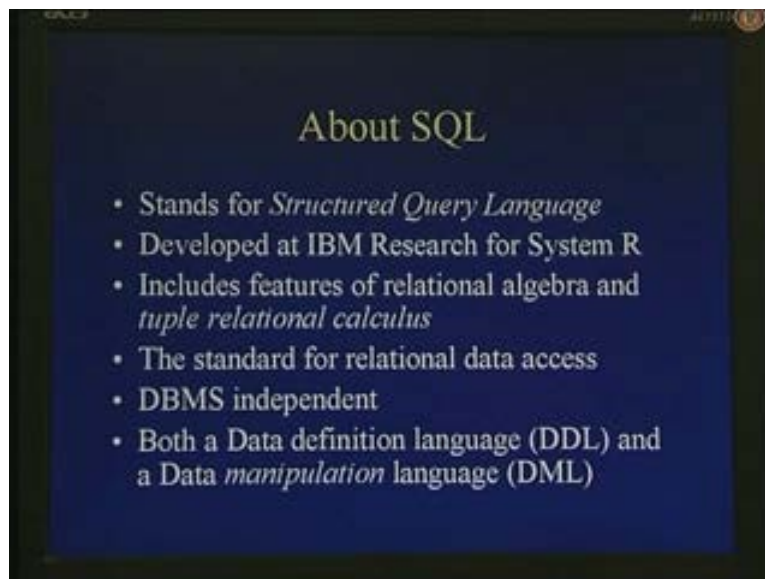 About SQL
• Stands for Structured Query Language
• Developed at IBM Research for System R
• Includes features of relational algebra and
tuple relational calculus
• The standard for relational data access
• DBMS independent
• Both a Data definition language (DDL) and
a Data manipulation language (DML)